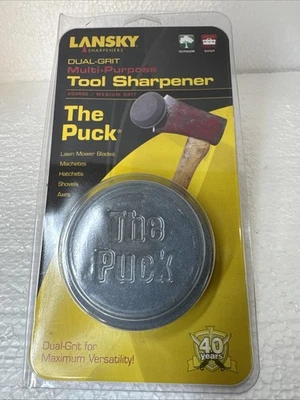 LANSKY
SHARPENERS
DUAL-GRIT
Multi-Purpose
Tool Sharpener
COARSE / MEDIUM GRIT
The
Puck®
Lawn Mower Blades
Machetes
Hatchets
Shovels
Axes
The
Puck
Dual-Grit for
Maximum Versatility!
40
years